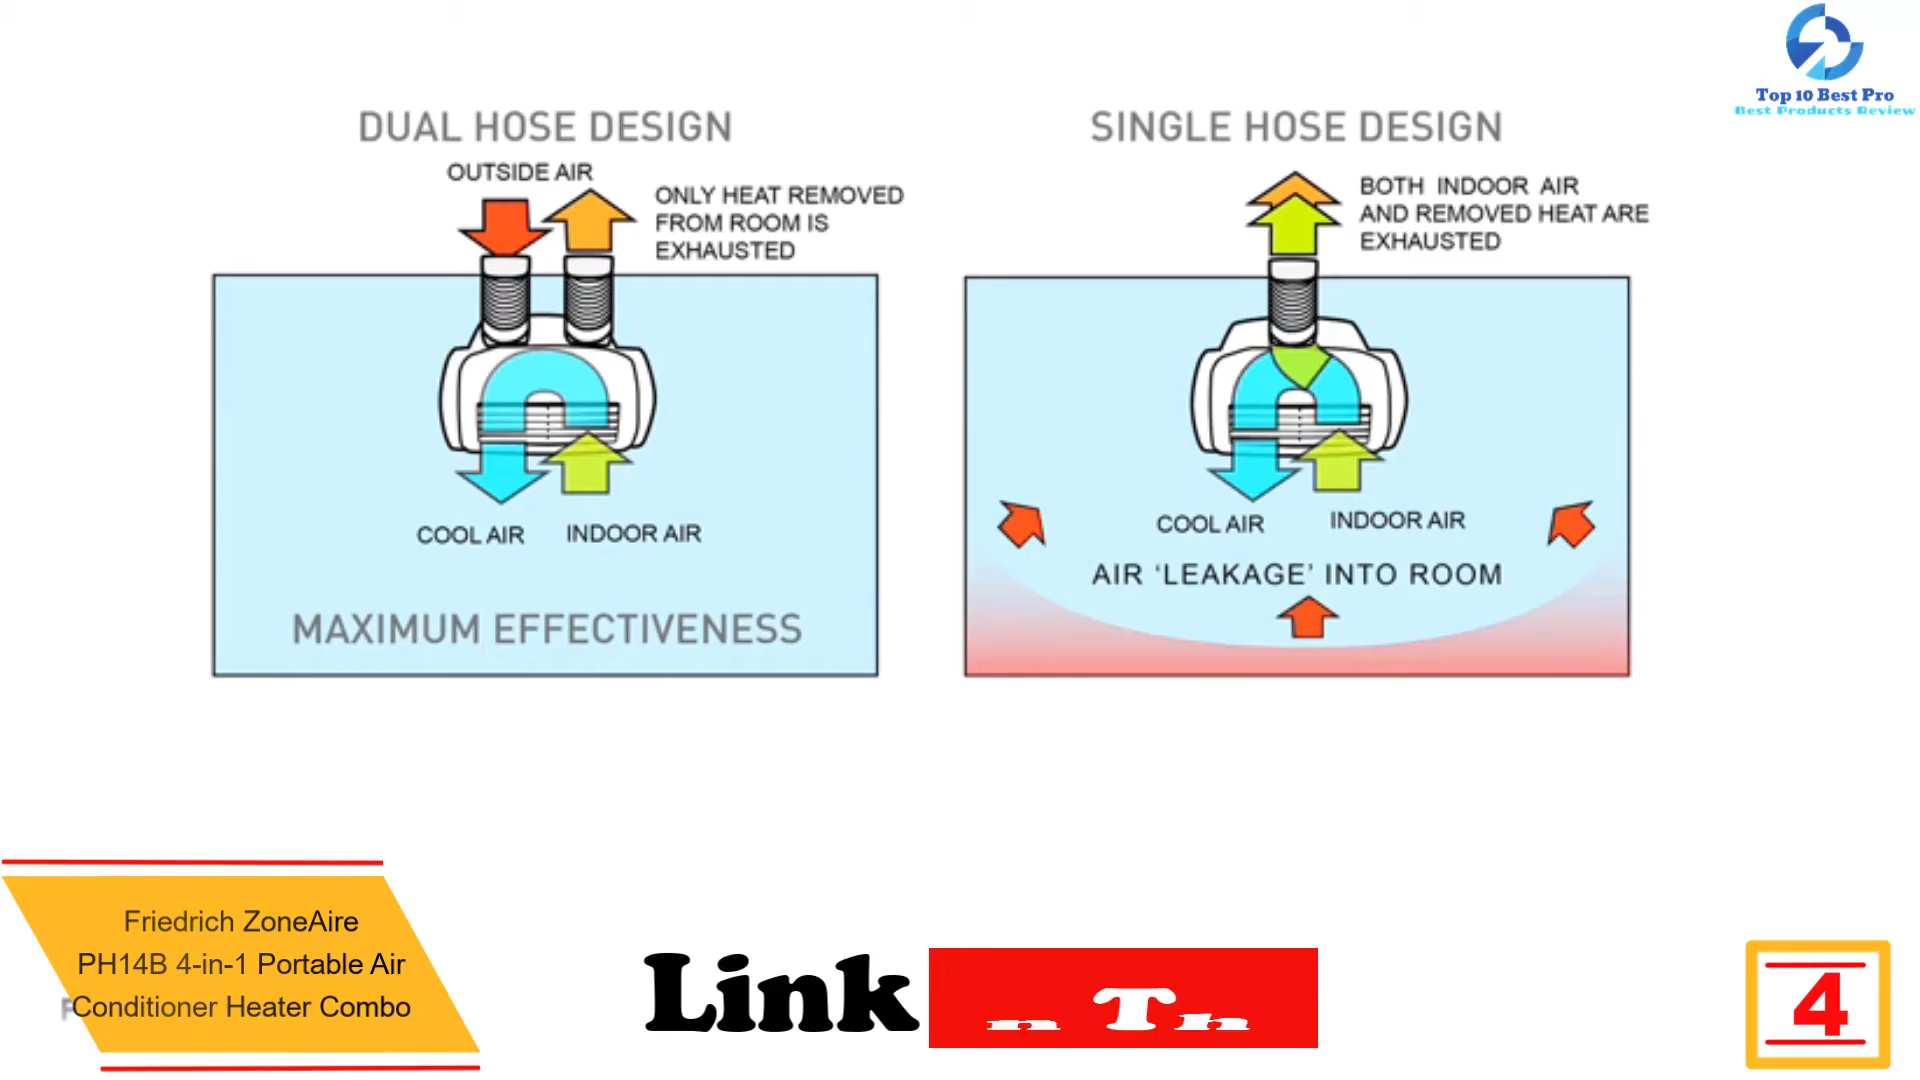 Top 10 Best Pro
Best Products Review
DUAL HOSE DESIGN
OUTSIDE AIR
ONLY HEAT REMOVED
FROM ROOM IS
EXHAUSTED
COOL AIR
INDOOR AIR
MAXIMUM EFFECTIVENESS
SINGLE HOSE DESIGN
BOTH INDOOR AIR
AND REMOVED HEAT ARE
EXHAUSTED
COOL AIR
INDOOR AIR
AIR ‘LEAKAGE’ INTO ROOM
Friedrich ZoneAire
PH14B 4-in-1 Portable Air
Conditioner Heater Combo
Link
4